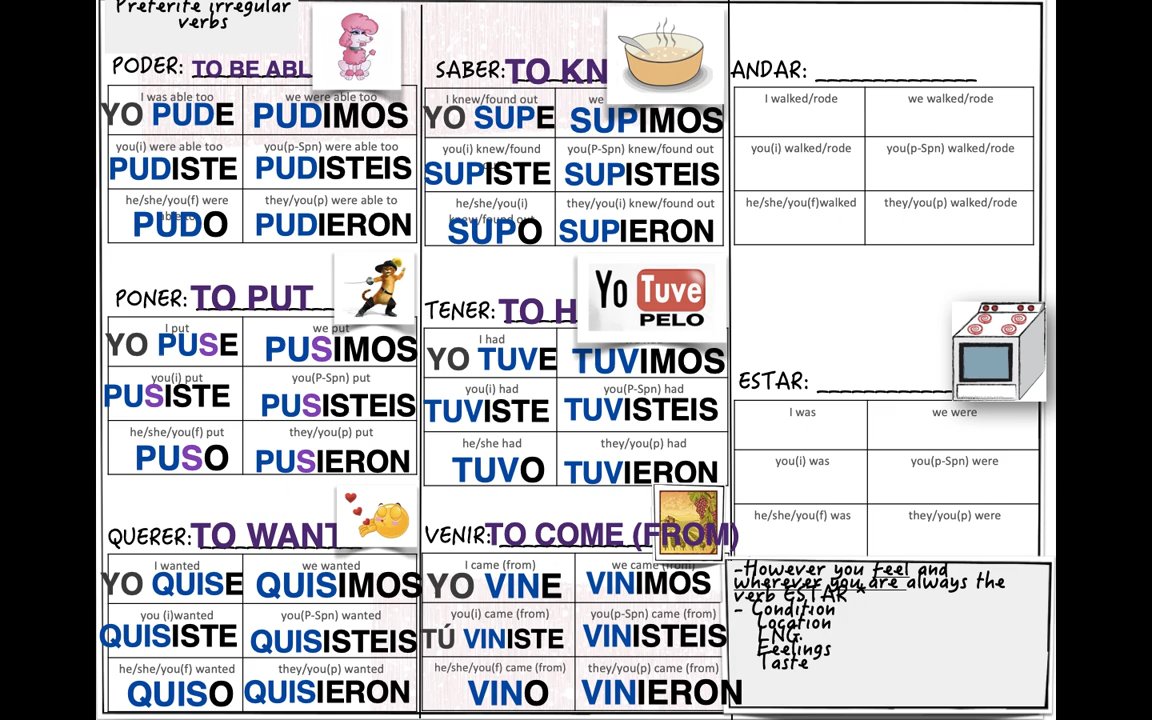 Preterite irregular
verbs
PODER: TO BE ABL
I was able too
we were able too
YO PUDE
PUDIMOS
you(i) were able too
you(p-Spn) were able too
PUDISTE
PUDISTEIS
he/she/you(f) were
they/you(p) were able to
PUDO
PUDIERON
PONER: TO PUT
I put
we put
YO PUSE
PUSIMOS
you(i) put
you(P-Spn) put
PUSISTE
PUSISTEIS
he/she/you(f) put
they/you(p) put
PUSO
PUSIERON
QUERER: TO WANT
I wanted
we wanted
YO QUISE
QUISIMOS
you (i)wanted
you(P-Spn) wanted
QUISISTE
QUISISTEIS
he/she/you(f) wanted
they/you(p) wanted
QUISO
QUISIERON
SABER: TO KN
I knew/found out
we
YO SUPE
SUPIMOS
you(i) knew/found
you(P-Spn) knew/found out
SUPISTE
SUPISTEIS
he/she/you(i)
they/you(i) knew/found out
knew/found out
SUPO
SUPIERON
Yo Tuve
PELO
TENER: TO H
I had
YO TUVE
TUVIMOS
you(i) had
you(P-Spn) had
TUVISTE
TUVISTEIS
he/she had
they/you(p) had
TUVO
TUVIERON
VENIR: TO COME (FROM)
I came (from)
we came (from)
YO VINE
VINIMOS
you(i) came (from)
you(p-Spn) came (from)
TÚ VINISTE
VINISTEIS
he/she/you(f) came (from)
they/you(p) came (from)
VINO
VINIERON
ANDAR:
I walked/rode
we walked/rode
you(i) walked/rode
you(p-Spn) walked/rode
he/she/you(f)walked
they/you(p) walked/rode
ESTAR:
I was
we were
you(i) was
you(p-Spn) were
he/she/you(f) was
they/you(p) were
-However you feel and
wherever you are always the
verb ESTAR *
- Condition
Location
ENG.
Feelings
Taste